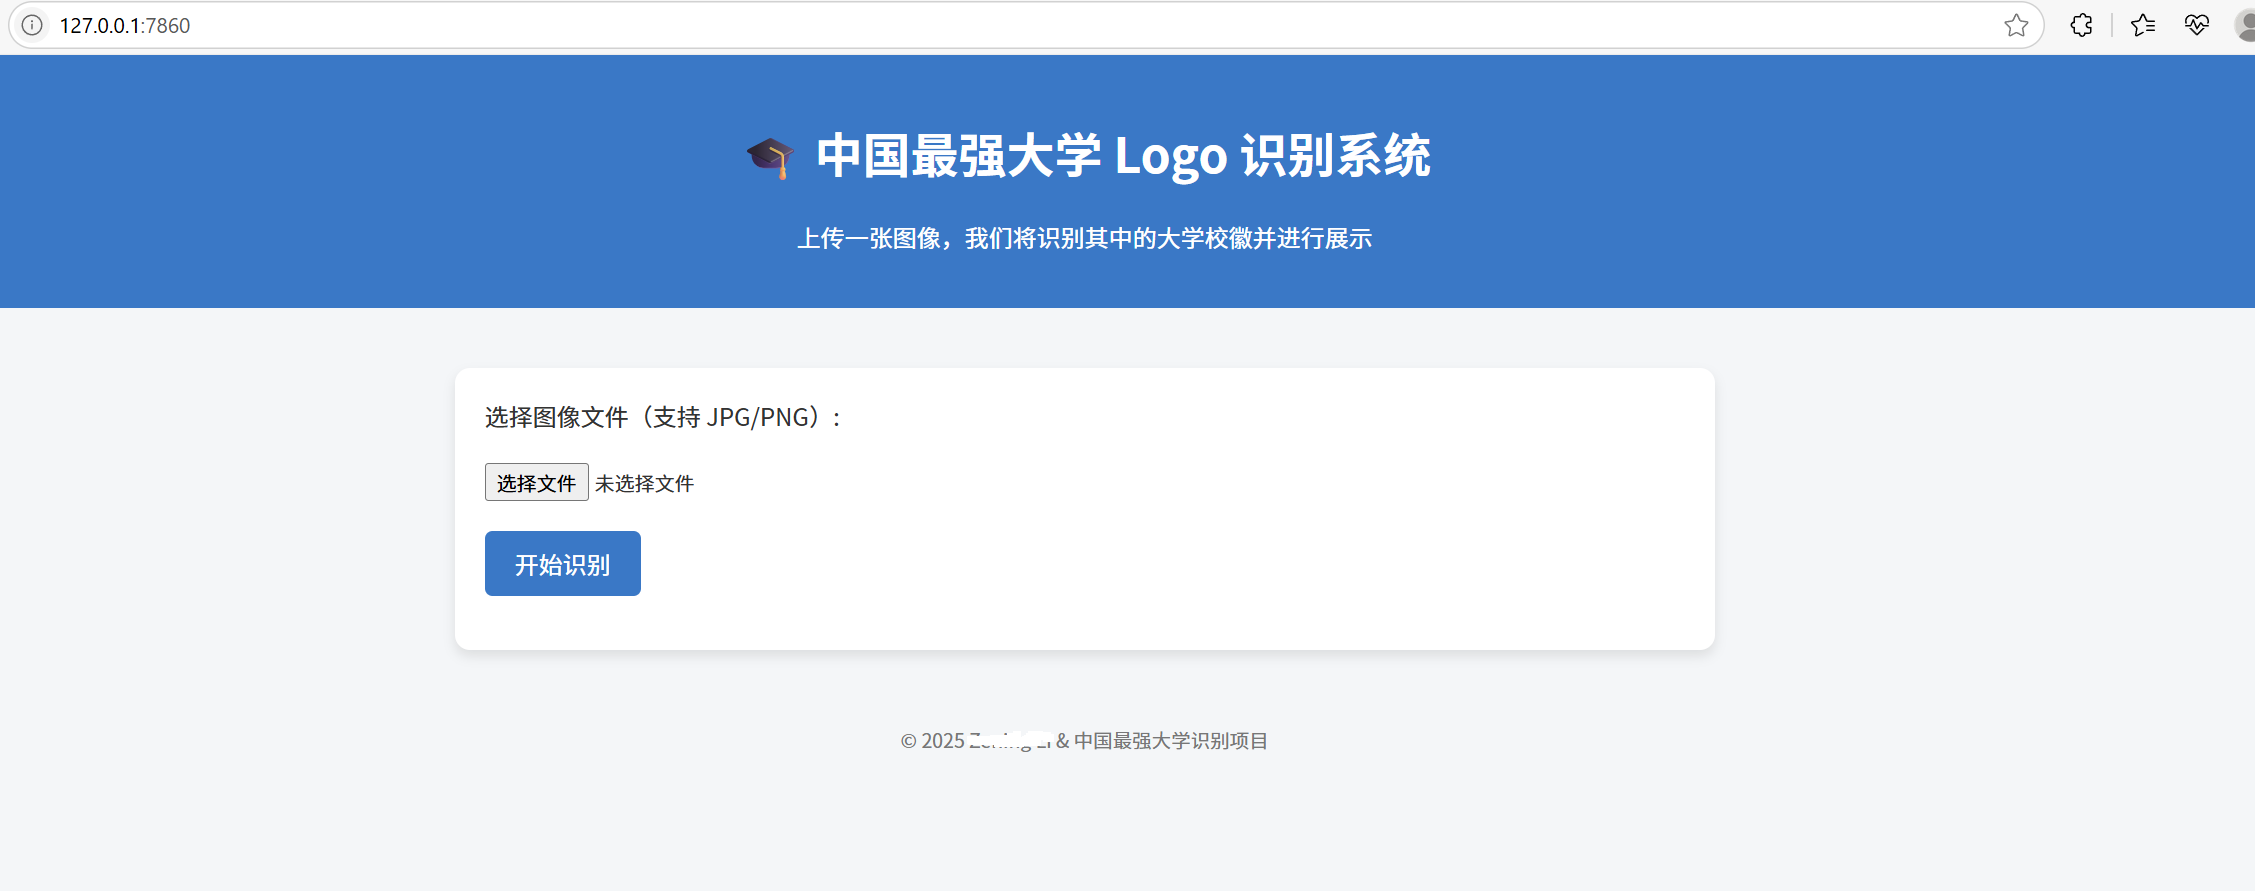 127.0.0.1:7860
🎓 中国最强大学 Logo 识别系统
上传一张图像，我们将识别其中的大学校徽并进行展示
选择图像文件（支持 JPG/PNG）：
选择文件 未选择文件
开始识别
© 2025 & 中国最强大学识别项目